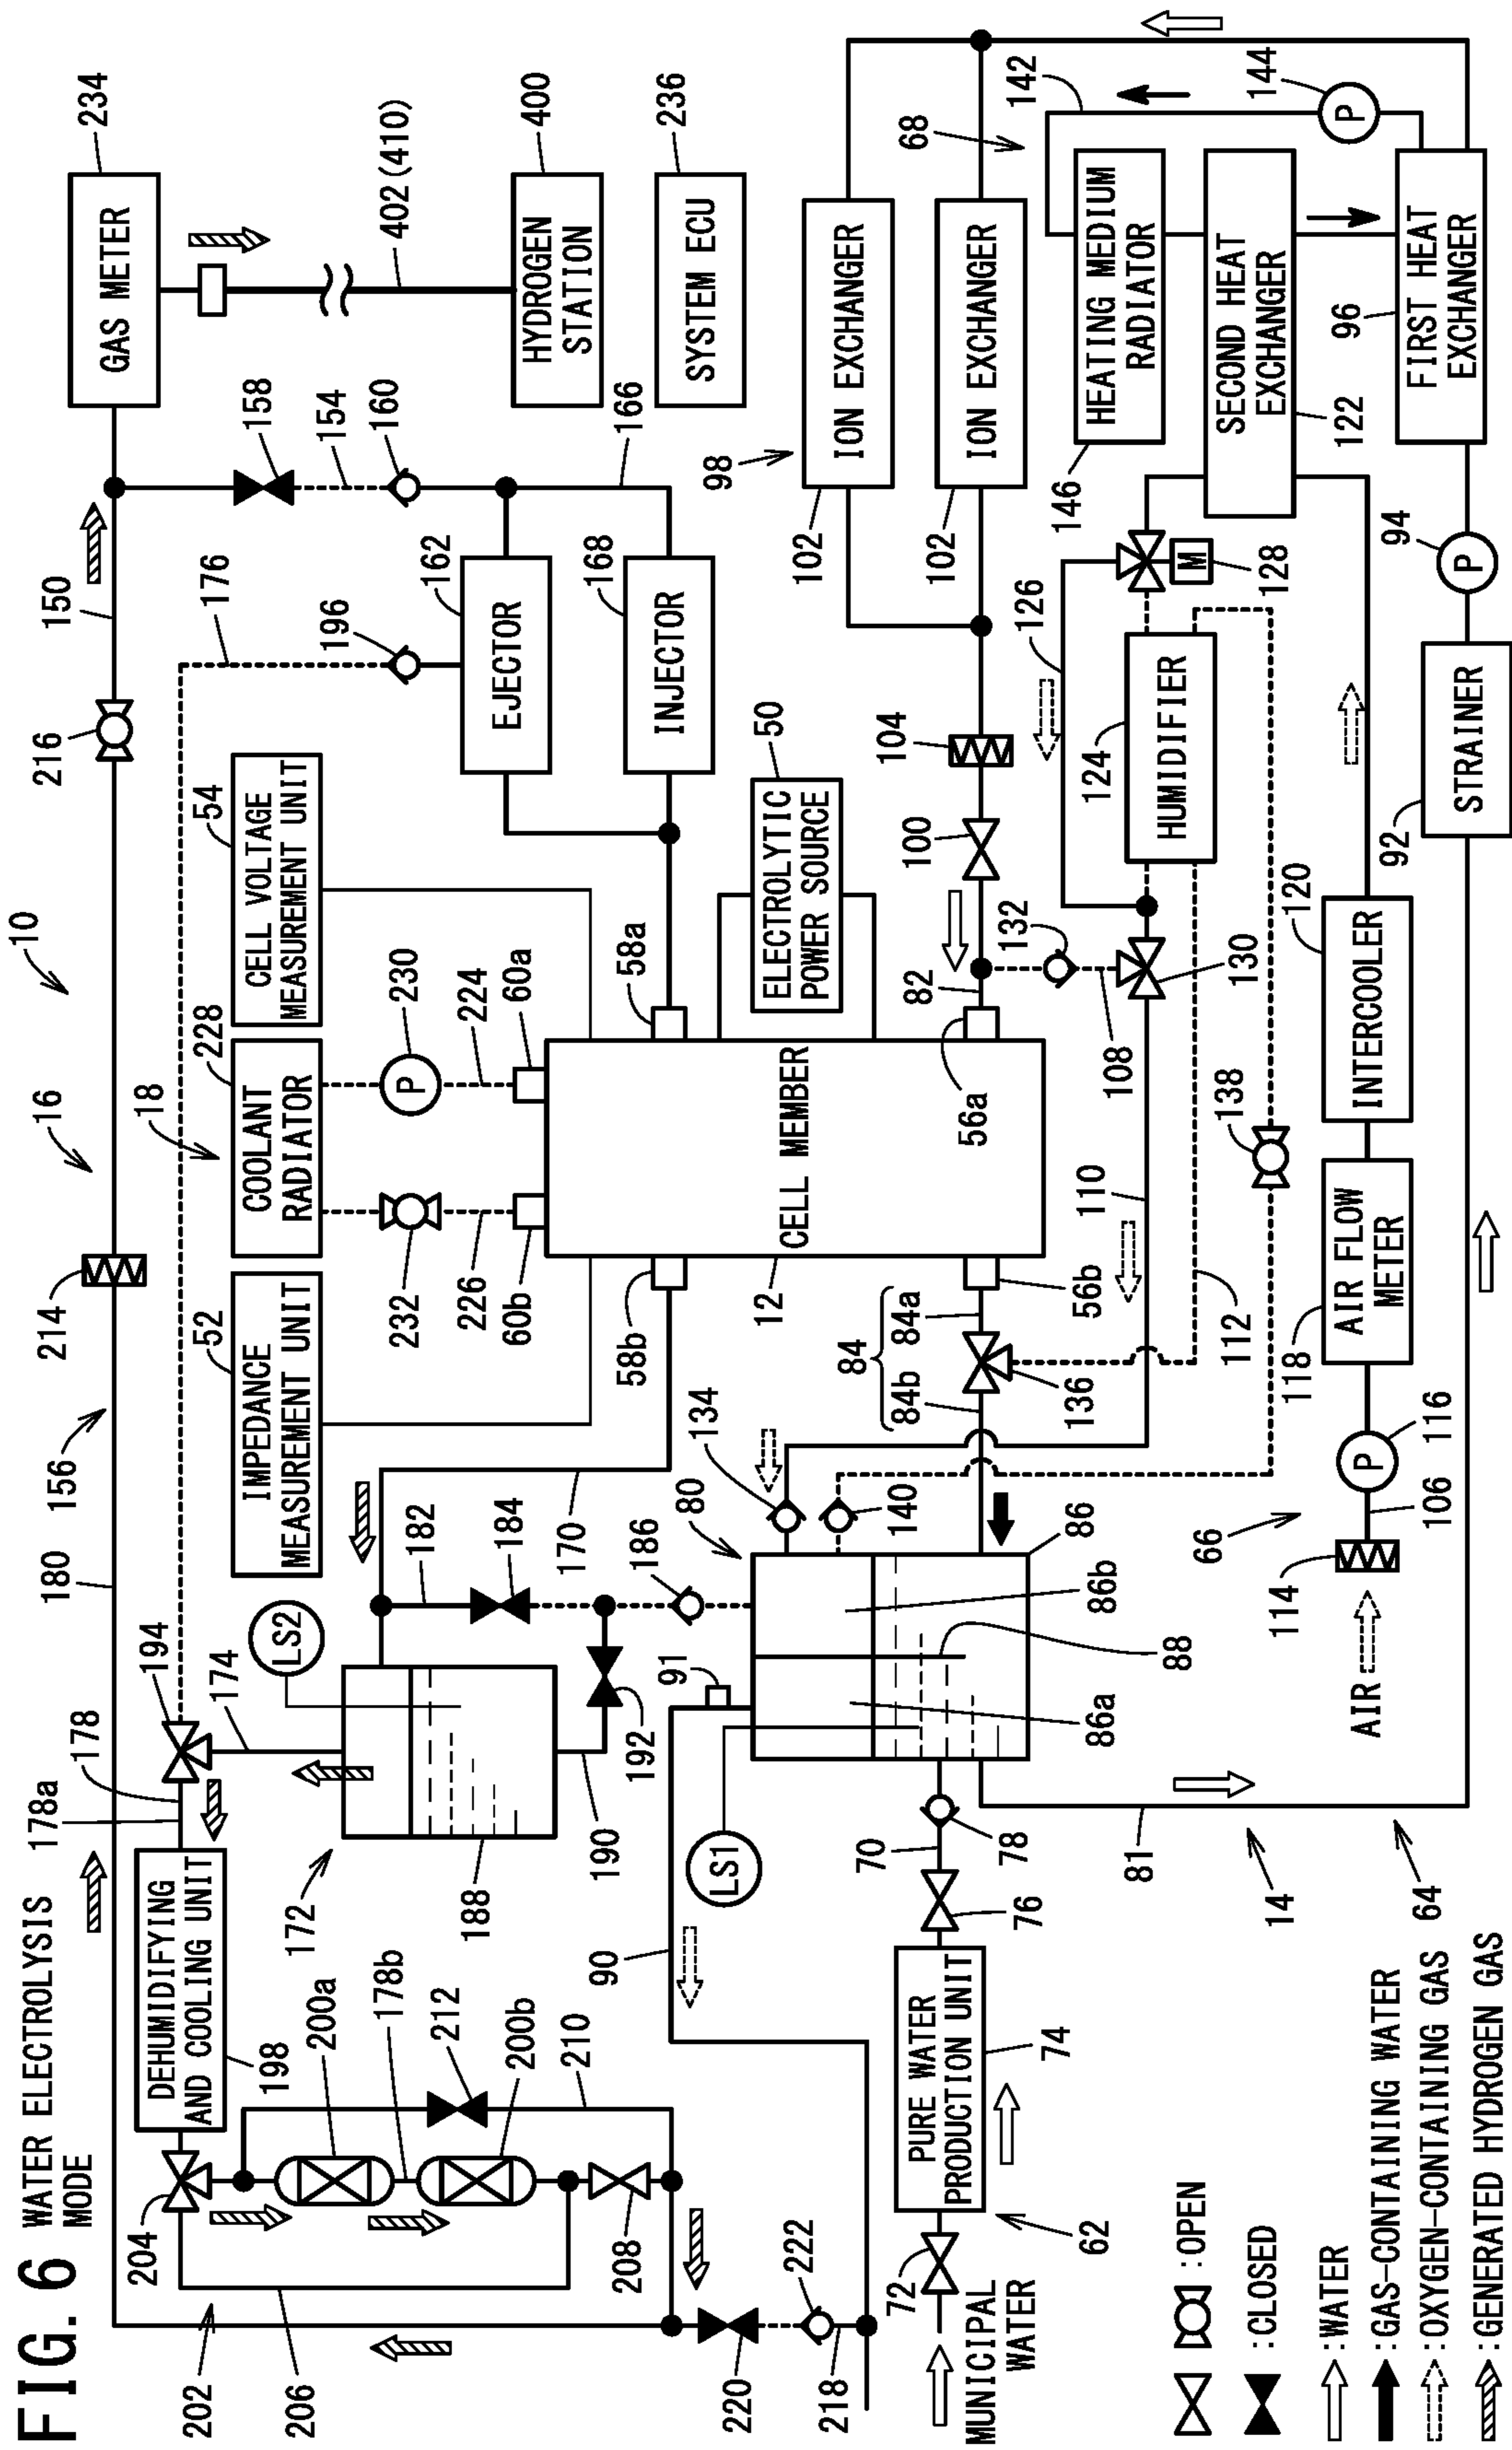 FIG. 6
WATER ELECTROLYSIS
MODE
10
16
18
156
180
214
216
150
234
GAS METER
402(410)
HYDROGEN
STATION
400
SYSTEM ECU
236
158
154
160
166
176
196
162
EJECTOR
168
INJECTOR
54
CELL VOLTAGE
MEASUREMENT UNIT
228
COOLANT
RADIATOR
52
IMPEDANCE
MEASUREMENT UNIT
230
224
60a
232
226
60b
58a
58b
CELL MEMBER
12
50
ELECTROLYTIC
POWER SOURCE
56a
56b
82
84
84a
84b
136
194
178
178a
174
DEHUMIDIFYING
AND COOLING UNIT
198
LS2
172
188
190
192
182
184
186
170
204
202
206
200a
178b
200b
212
210
208
220
222
218
90
91
LS1
80
134
140
86
86b
88
86a
MUNICIPAL
WATER
72
62
PURE WATER
PRODUCTION UNIT
74
76
70
78
81
14
64
98
ION EXCHANGER
102
ION EXCHANGER
102
104
100
132
108
130
110
112
138
126
124
HUMIDIFIER
M
128
68
142
P
144
HEATING MEDIUM
RADIATOR
146
SECOND HEAT
EXCHANGER
122
FIRST HEAT
EXCHANGER
96
94
P
STRAINER
92
INTERCOOLER
120
AIR FLOW
METER
118
P
116
106
66
114
AIR
P
:OPEN
:CLOSED
:WATER
:GAS-CONTAINING WATER
:OXYGEN-CONTAINING GAS
:GENERATED HYDROGEN GAS